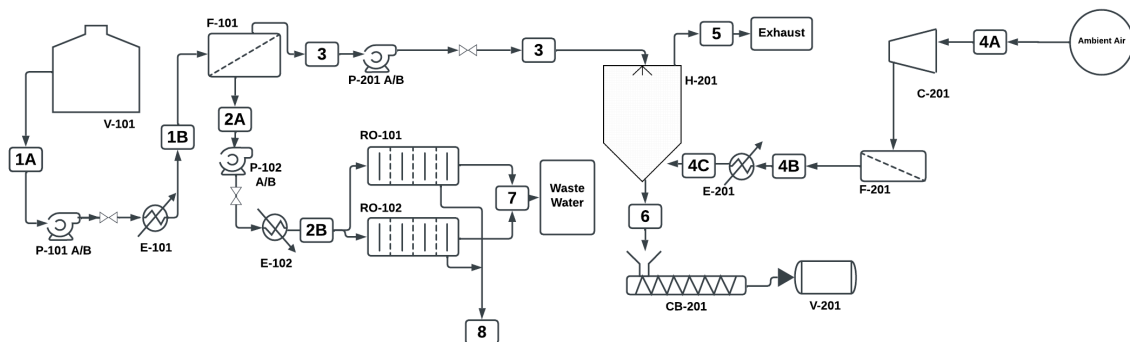 F-101
3
P-201 A/B
3
5
Exhaust
4A
Ambient Air
H-201
C-201
V-101
1B
2A
1A
P-102
A/B
RO-101
7
Waste
Water
4C
4B
E-201
F-201
P-101 A/B
E-101
E-102
2B
RO-102
6
CB-201
V-201
8